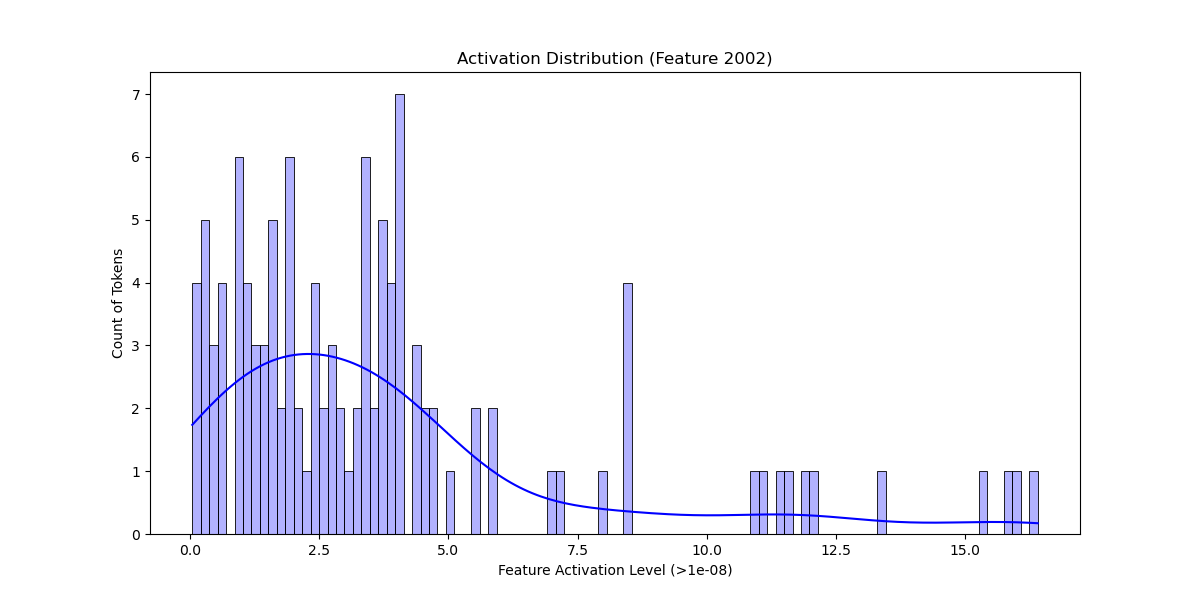 Activation Distribution (Feature 2002)
Count of Tokens
7
6
5
4
3
2
1
0
0.0 2.5 5.0 7.5 10.0 12.5 15.0
Feature Activation Level (>1e-08)